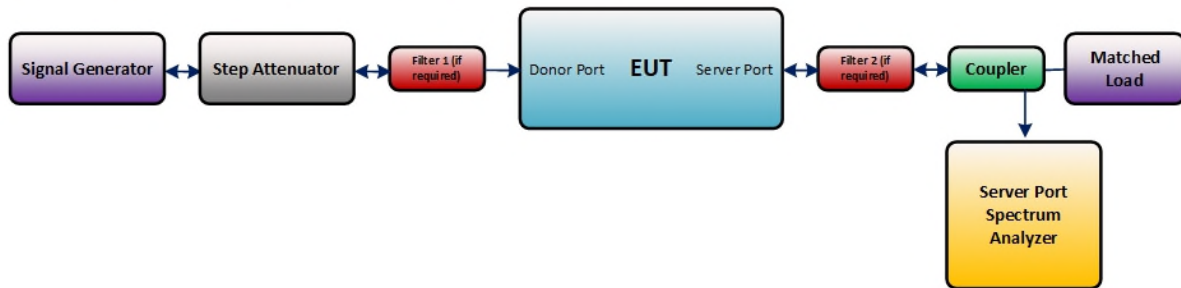 Signal Generator
Step Attenuator
Filter 1 (if
required)
Donor Port
EUT
Server Port
Filter 2 (if
required)
Coupler
Matched
Load
Server Port
Spectrum
Analyzer